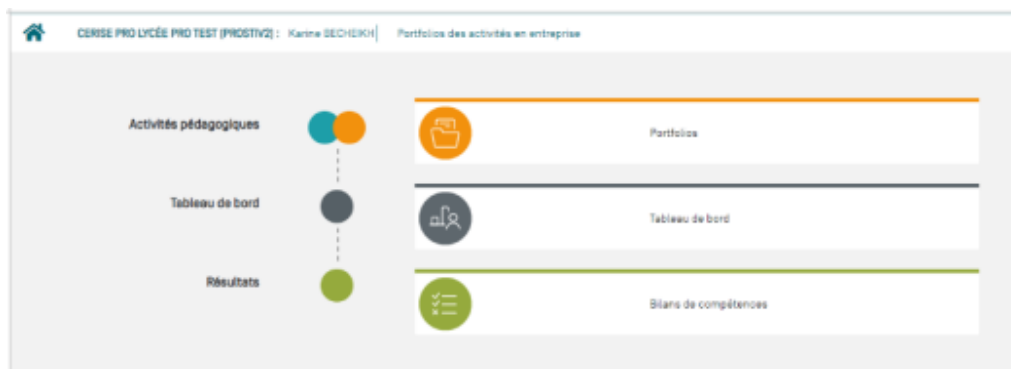 CERISE PRO LYCÉE PRO TEST (PROSTIV2) : Karine BECHEIKH Portfolios des activités en entreprise
Activités pédagogiques
Portfolios
Tableau de bord
Tableau de bord
Résultats
Bilans de compétences